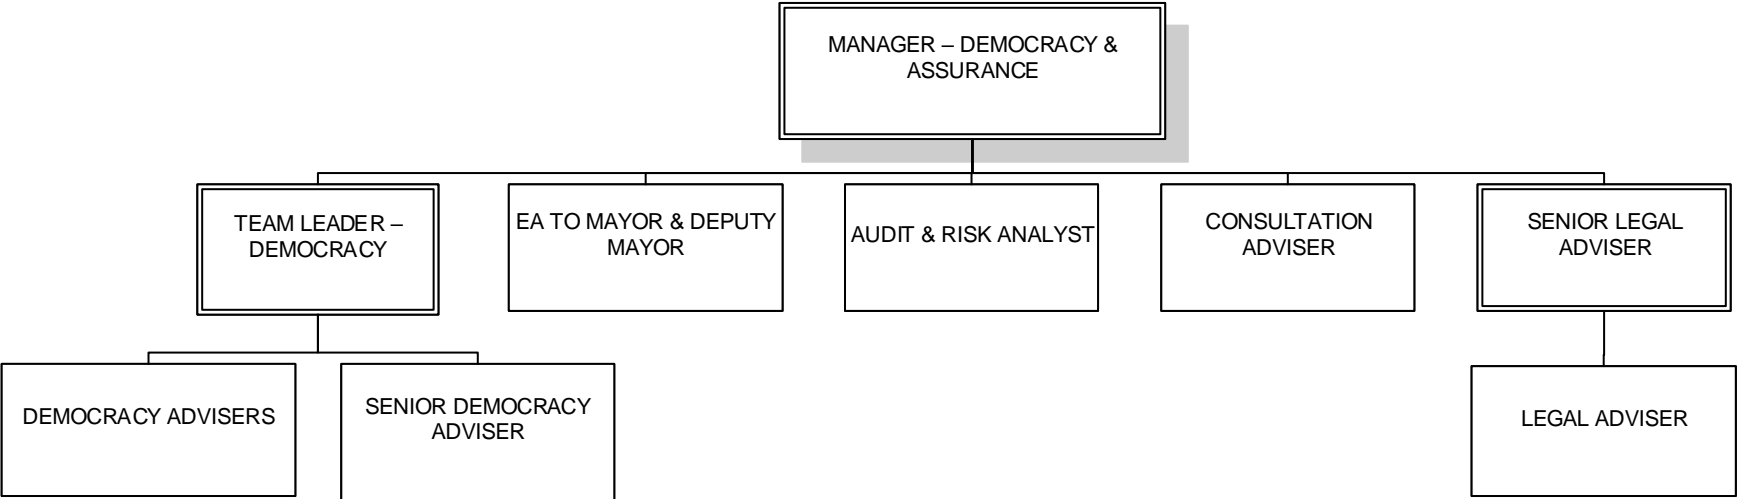 MANAGER – DEMOCRACY &
ASSURANCE
TEAM LEADER –
DEMOCRACY
EA TO MAYOR & DEPUTY
MAYOR
AUDIT & RISK ANALYST
CONSULTATION
ADVISER
SENIOR LEGAL
ADVISER
DEMOCRACY ADVISERS
SENIOR DEMOCRACY
ADVISER
LEGAL ADVISER